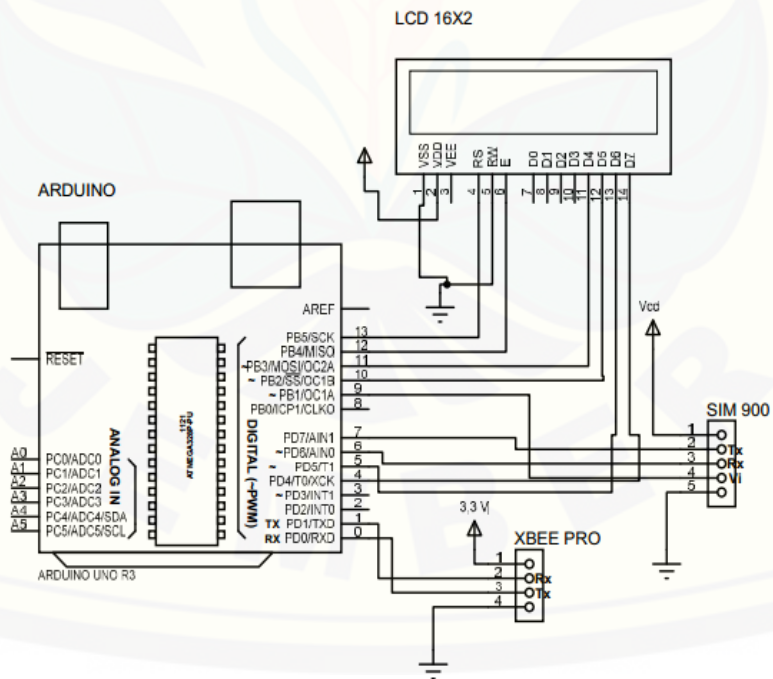 LCD 16X2
VSS VDD VEE RS RW E D0 D1 D2 D3 D4 D5 D6 D7
1 2 3 4 5 6 7 8 9 10 11 12 13 14
ARDUINO
AREF
RESET
PB5/SCK 13
PB4/MISO 12
~PB3/MOSI/OC2A 11
~ PB2/SS/OC1B 10
~ PB1/OC1A 9
PB0/ICP1/CLKO 8
PD7/AIN1 7
~PD6/AIN0 6
~ PD5/T1 5
PD4/T0/XCK 4
~PD3/INT1 3
PD2/INT0 2
TX PD1/TXD 1
RX PD0/RXD 0
A0 PC0/ADC0
A1 PC1/ADC1
A2 PC2/ADC2
A3 PC3/ADC3
A4 PC4/ADC4/SDA
A5 PC5/ADC5/SCL
ANALOG IN
1121
ATMEGA328P-PU
DIGITAL (~PWM)
ARDUINO UNO R3
Vcd
SIM 900
1
2 Tx
3 Rx
4 Vi
5
3,3 V
XBEE PRO
1
2 Rx
3 Tx
4